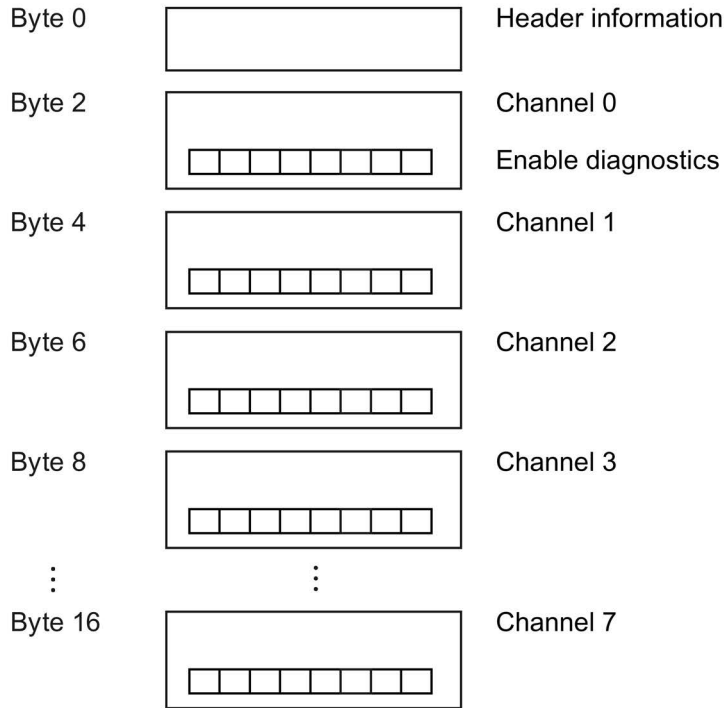 Byte 0 Header information
Byte 2 Channel 0
Enable diagnostics
Byte 4 Channel 1
Byte 6 Channel 2
Byte 8 Channel 3
⋮ ⋮
Byte 16 Channel 7